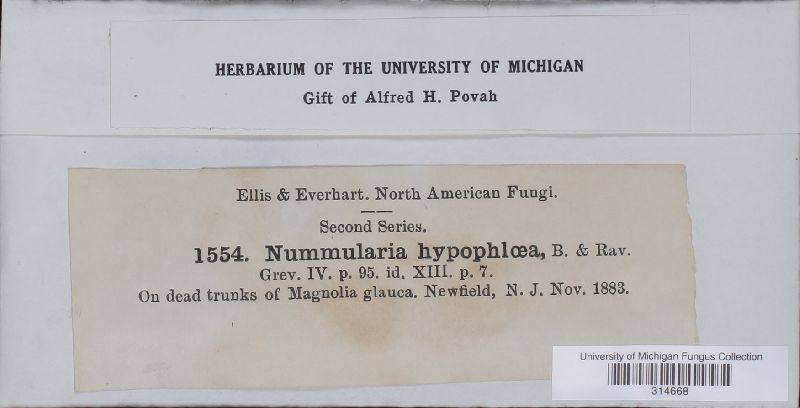 HERBARIUM OF THE UNIVERSITY OF MICHIGAN
Gift of Alfred H. Povah
Ellis & Everhart. North American Fungi.
Second Series.
1554. Nummularia hypophlœa, B. & Rav.
Grev. IV. p. 95. id. XIII. p. 7.
On dead trunks of Magnolia glauca. Newfield, N. J. Nov. 1883.
University of Michigan Fungus Collection
314668